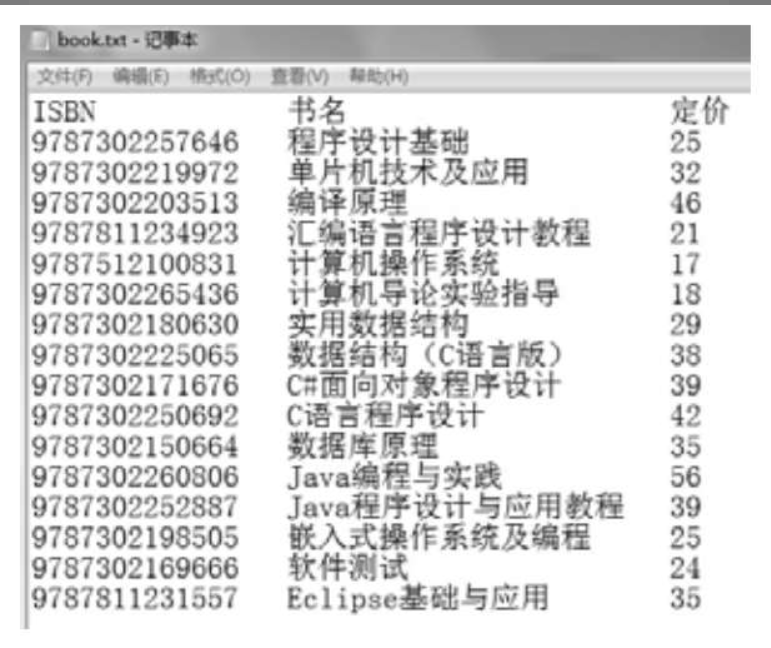 book.txt - 记事本
文件(F) 编辑(E) 格式(O) 查看(V) 帮助(H)
ISBN 书名 定价
9787302257646 程序设计基础 25
9787302219972 单片机技术及应用 32
9787302203513 编译原理 46
9787811234923 汇编语言程序设计教程 21
9787512100831 计算机操作系统 17
9787302265436 计算机导论实验指导 18
9787302180630 实用数据结构 29
9787302225065 数据结构（C语言版） 38
9787302171676 C#面向对象程序设计 39
9787302250692 C语言程序设计 42
9787302150664 数据库原理 35
9787302260806 Java编程与实践 56
9787302252887 Java程序设计与应用教程 39
9787302198505 嵌入式操作系统及编程 25
9787302169666 软件测试 24
9787811231557 Eclipse基础与应用 35